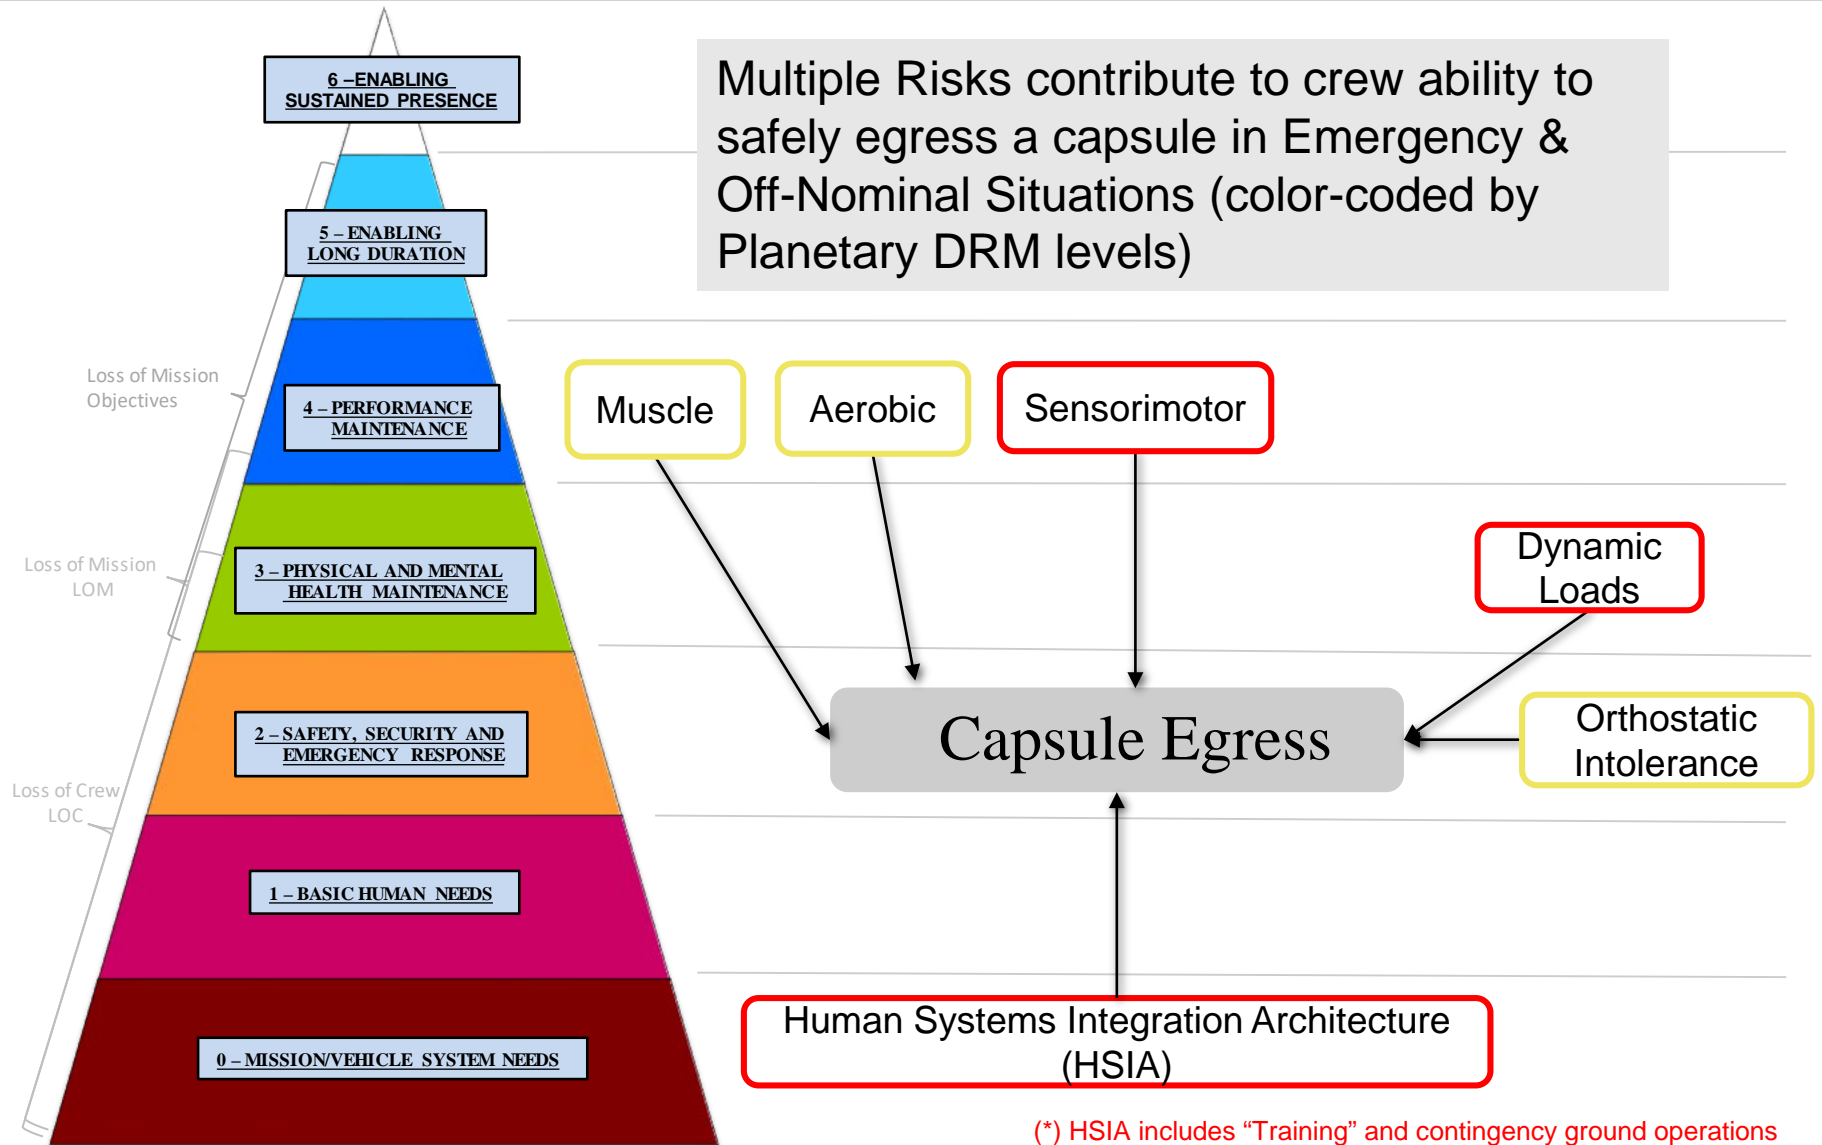 6 –ENABLING
SUSTAINED PRESENCE
Multiple Risks contribute to crew ability to
safely egress a capsule in Emergency &
Off-Nominal Situations (color-coded by
Planetary DRM levels)
5 – ENABLING
LONG DURATION
Loss of Mission
Objectives
4 – PERFORMANCE
MAINTENANCE
Muscle
Aerobic
Sensorimotor
Loss of Mission
LOM
3 – PHYSICAL AND MENTAL
HEALTH MAINTENANCE
Dynamic
Loads
2 – SAFETY, SECURITY AND
EMERGENCY RESPONSE
Capsule Egress
Orthostatic
Intolerance
Loss of Crew
LOC
1 – BASIC HUMAN NEEDS
0 – MISSION/VEHICLE SYSTEM NEEDS
Human Systems Integration Architecture
(HSIA)
(*) HSIA includes “Training” and contingency ground operations